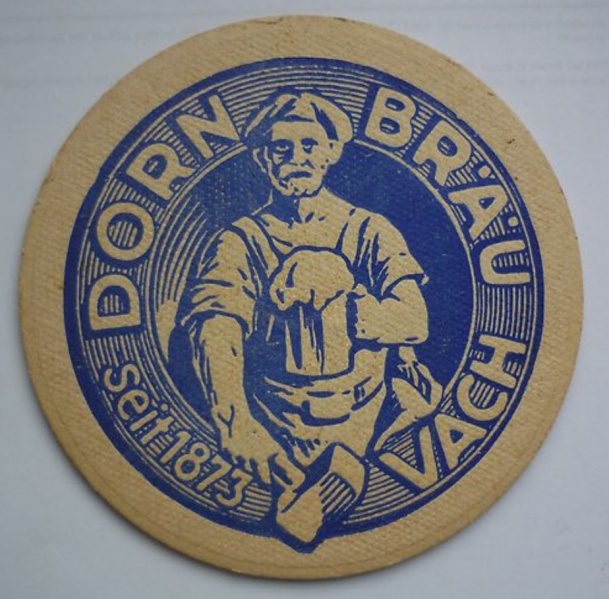 DORN BRÄU
VACH
seit 1873